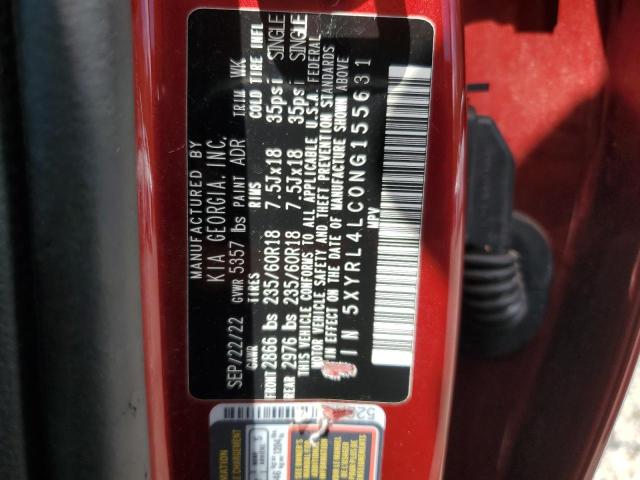 MANUFACTURED BY
KIA GEORGIA, INC.
SEP/22/22 GVWR 5357 lbs PAINT ADR TRIM WK
GAWR TIRES RIMS COLD TIRE INFL
FRONT 2866 lbs 235/60R18 7.5Jx18 35psi SINGLE
REAR 2976 lbs 235/60R18 7.5Jx18 35psi SINGLE
THIS VEHICLE CONFORMS TO ALL APPLICABLE U.S.A. FEDERAL
MOTOR VEHICLE SAFETY AND THEFT PREVENTION STANDARDS
IN EFFECT ON THE DATE OF MANUFACTURE SHOWN ABOVE
5XYRL4LC0NG155631
MPV